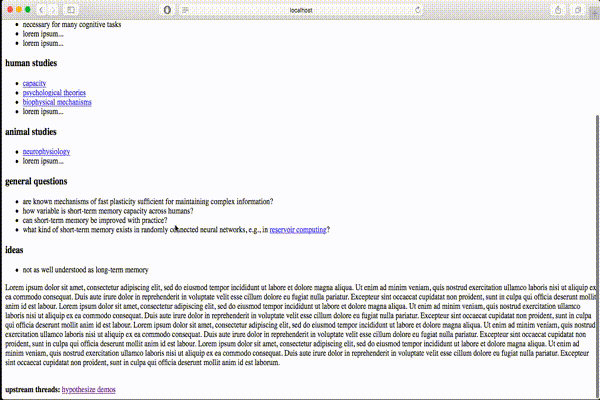 localhost
necessary for many cognitive tasks
lorem ipsum...
lorem ipsum...
human studies
capacity
psychological theories
biophysical mechanisms
lorem ipsum...
animal studies
neurophysiology
lorem ipsum...
general questions
are known mechanisms of fast plasticity sufficient for maintaining complex information?
how variable is short-term memory capacity across humans?
can short-term memory be improved with practice?
what kind of short-term memory exists in randomly connected neural networks, e.g., in reservoir computing?
ideas
not as well understood as long-term memory
Lorem ipsum dolor sit amet, consectetur adipiscing elit, sed do eiusmod tempor incididunt ut labore et dolore magna aliqua. Ut enim ad minim veniam, quis nostrud exercitation ullamco laboris nisi ut aliquip ex
ea commodo consequat. Duis aute irure dolor in reprehenderit in voluptate velit esse cillum dolore eu fugiat nulla pariatur. Excepteur sint occaecat cupidatat non proident, sunt in culpa qui officia deserunt mollit
anim id est laborum. Lorem ipsum dolor sit amet, consectetur adipiscing elit, sed do eiusmod tempor incididunt ut labore et dolore magna aliqua. Ut enim ad minim veniam, quis nostrud exercitation ullamco
laboris nisi ut aliquip ex ea commodo consequat. Duis aute irure dolor in reprehenderit in voluptate velit esse cillum dolore eu fugiat nulla pariatur. Excepteur sint occaecat cupidatat non proident, sunt in culpa
qui officia deserunt mollit anim id est laborum. Lorem ipsum dolor sit amet, consectetur adipiscing elit, sed do eiusmod tempor incididunt ut labore et dolore magna aliqua. Ut enim ad minim veniam, quis nostrud
exercitation ullamco laboris nisi ut aliquip ex ea commodo consequat. Duis aute irure dolor in reprehenderit in voluptate velit esse cillum dolore eu fugiat nulla pariatur. Excepteur sint occaecat cupidatat non
proident, sunt in culpa qui officia deserunt mollit anim id est laborum. Lorem ipsum dolor sit amet, consectetur adipiscing elit, sed do eiusmod tempor incididunt ut labore et dolore magna aliqua. Ut enim ad
minim veniam, quis nostrud exercitation ullamco laboris nisi ut aliquip ex ea commodo consequat. Duis aute irure dolor in reprehenderit in voluptate velit esse cillum dolore eu fugiat nulla pariatur. Excepteur
sint occaecat cupidatat non proident, sunt in culpa qui officia deserunt mollit anim id est laborum.
upstream threads: hypothesize demos